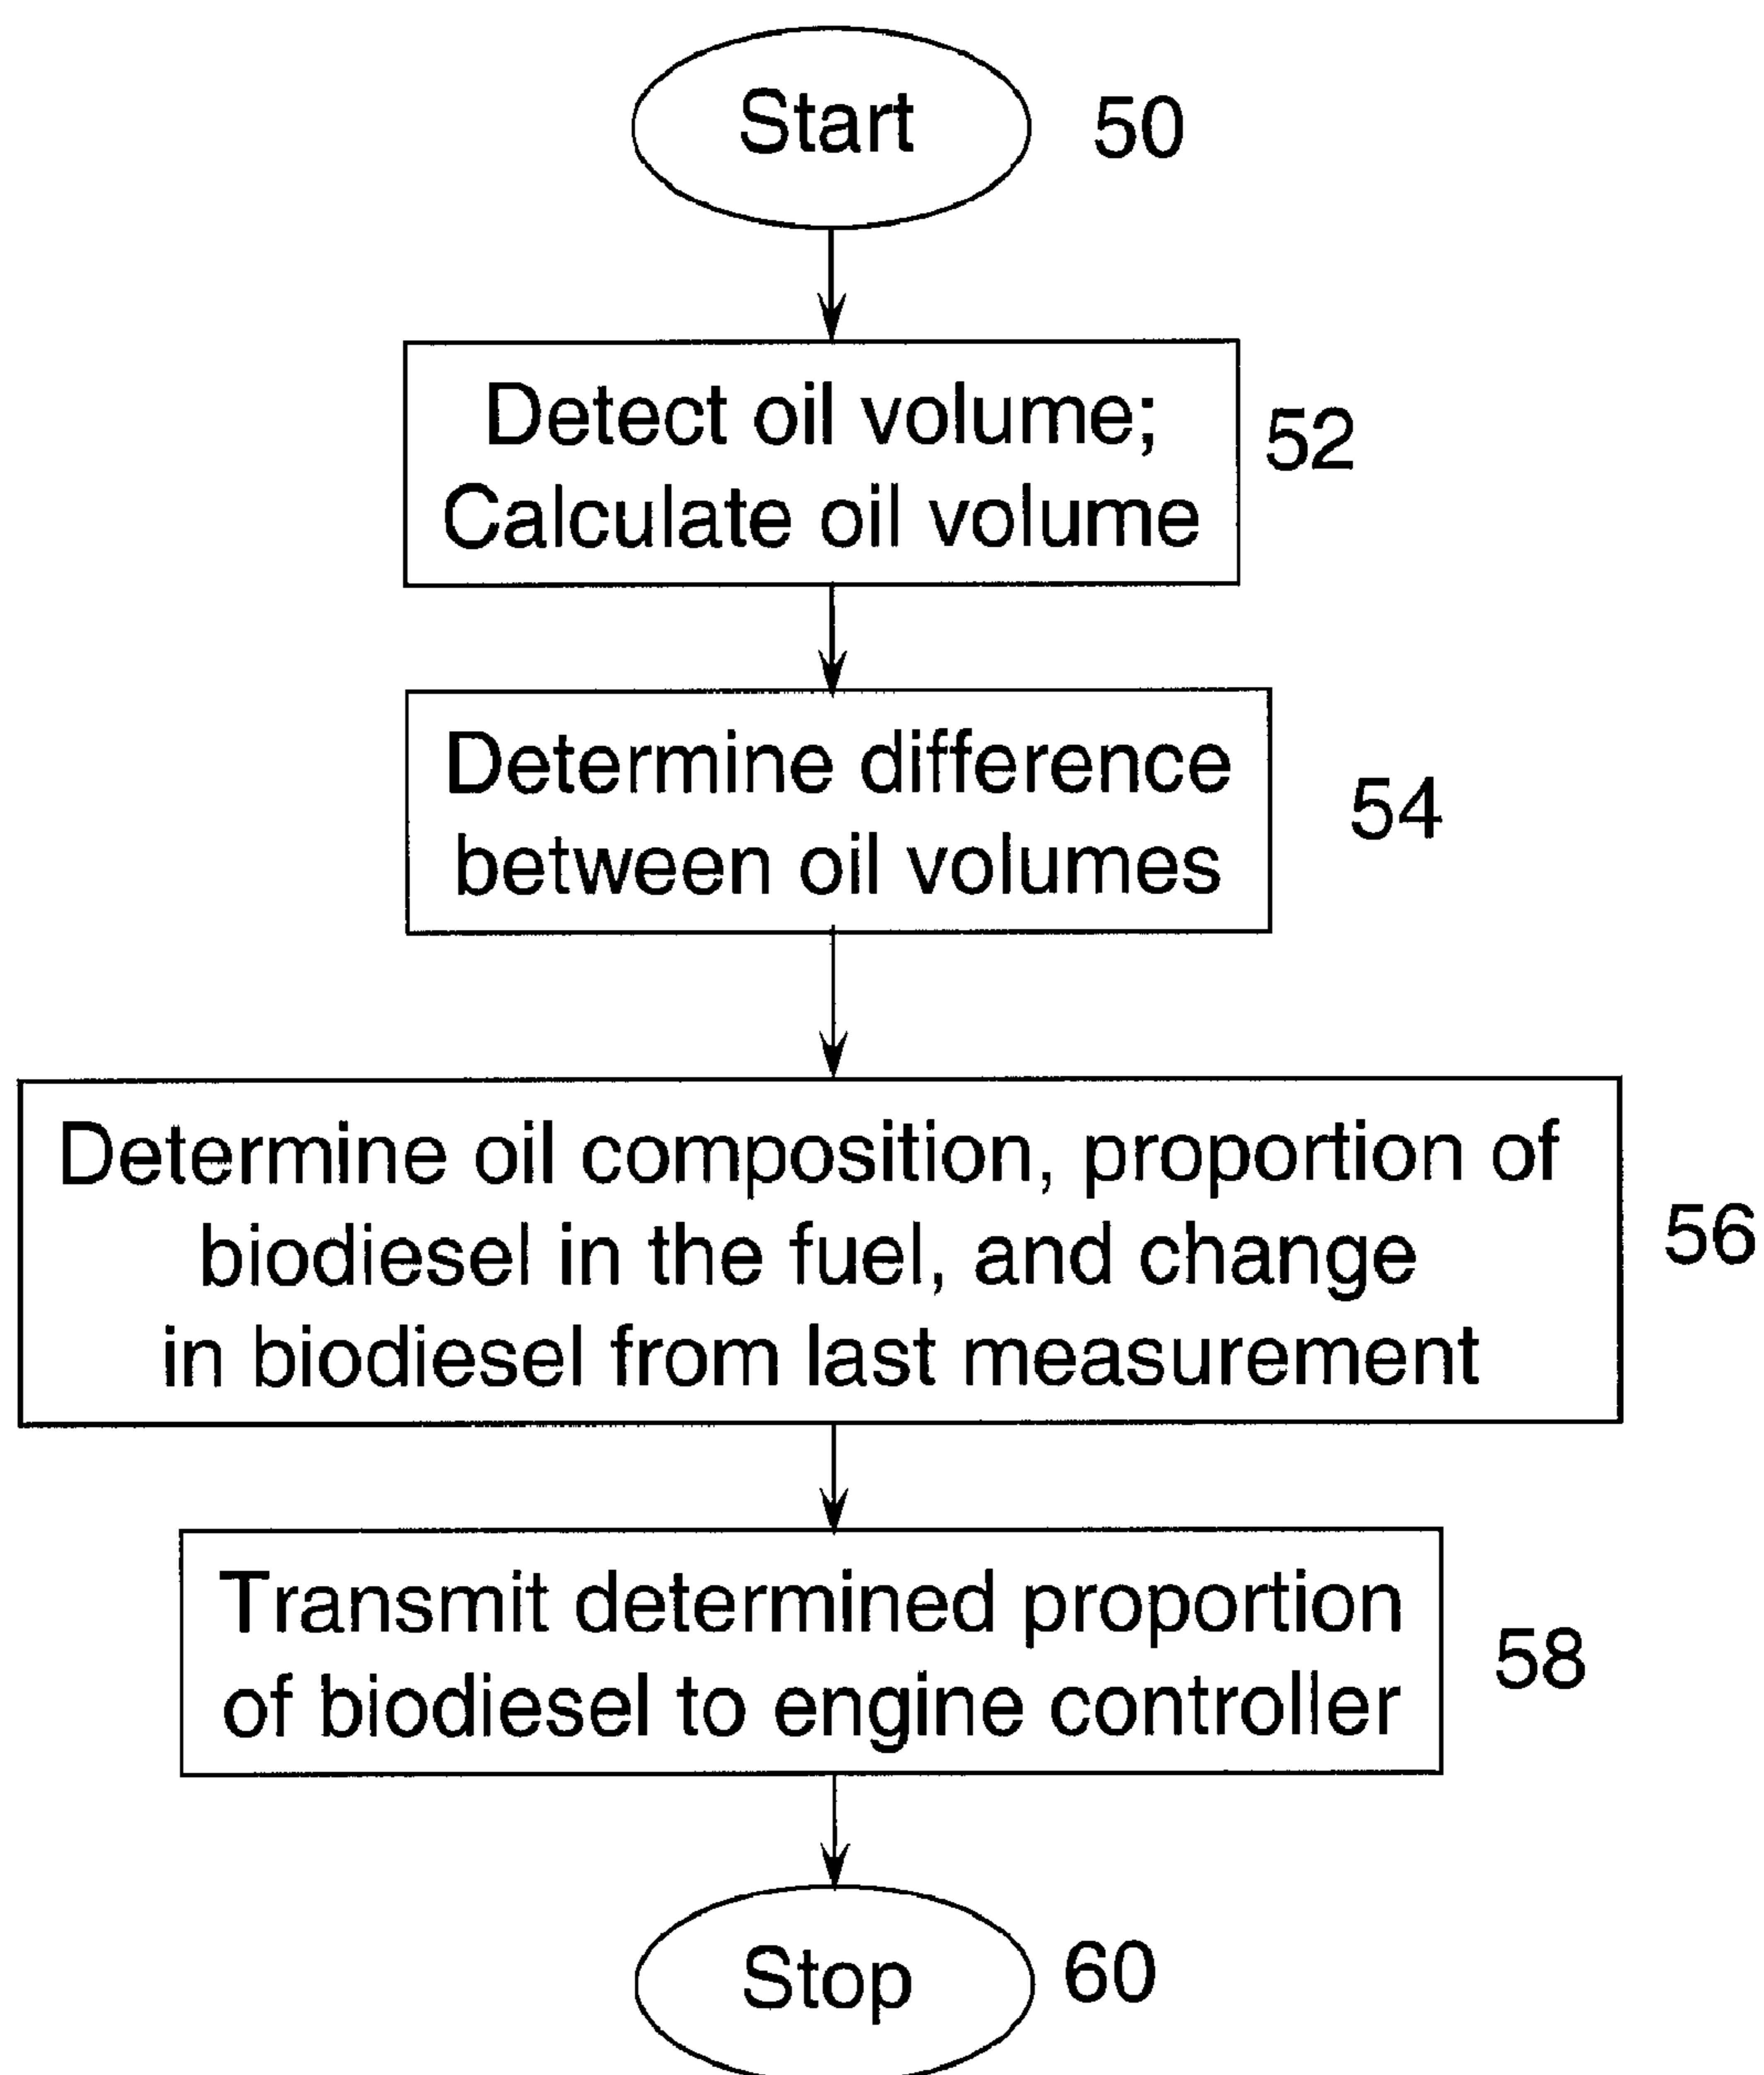 Start 50
Detect oil volume;
Calculate oil volume
52
Determine difference
between oil volumes
54
Determine oil composition, proportion of
biodiesel in the fuel, and change
in biodiesel from last measurement
56
Transmit determined proportion
of biodiesel to engine controller
58
Stop 60